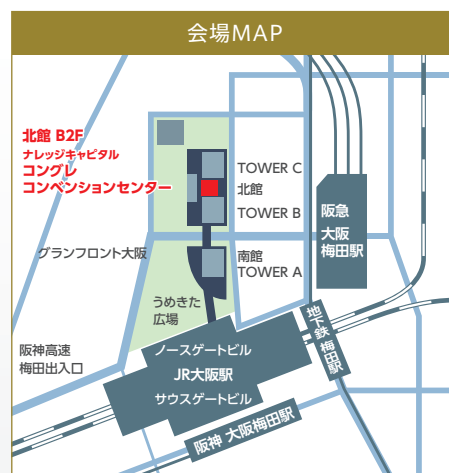 会場MAP
北館 B2F
ナレッジキャピタル
コングレ
コンベンションセンター
TOWER C
北館
TOWER B
阪急
大阪
梅田駅
グランフロント大阪
南館
TOWER A
うめきた
広場
地下鉄 梅田駅
阪神高速
梅田出入口
ノースゲートビル
JR大阪駅
サウスゲートビル
阪神 大阪梅田駅